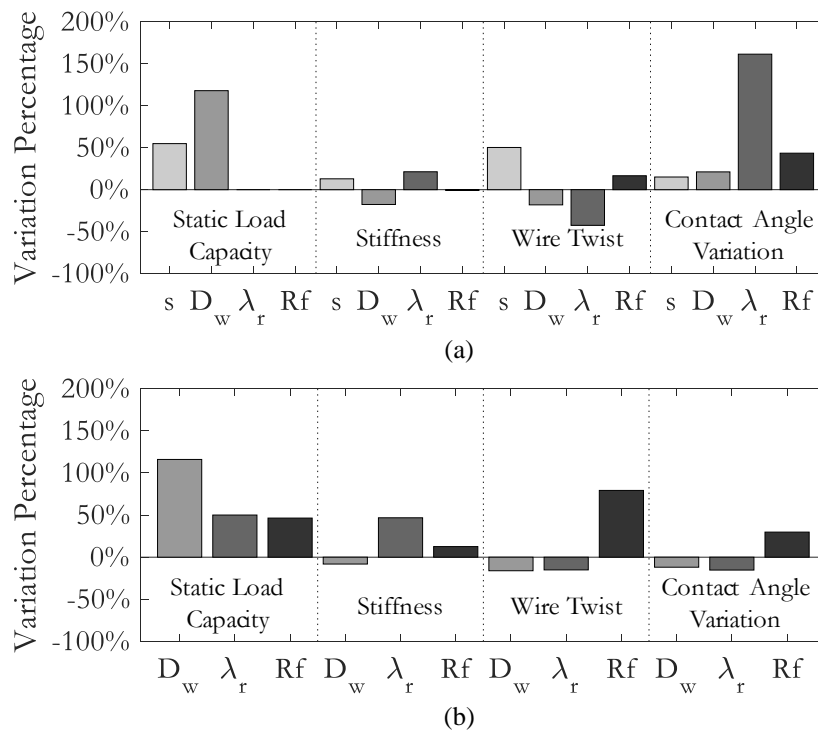 200%
150%
100%
50%
0%
-50%
-100%
Variation Percentage
Static Load
Capacity
Stiffness
Wire Twist
Contact Angle
Variation
s D_w λ_r Rf s D_w λ_r Rf s D_w λ_r Rf s D_w λ_r Rf
(a)
200%
150%
100%
50%
0%
-50%
-100%
Variation Percentage
Static Load
Capacity
Stiffness
Wire Twist
Contact Angle
Variation
D_w λ_r Rf D_w λ_r Rf D_w λ_r Rf D_w λ_r Rf
(b)